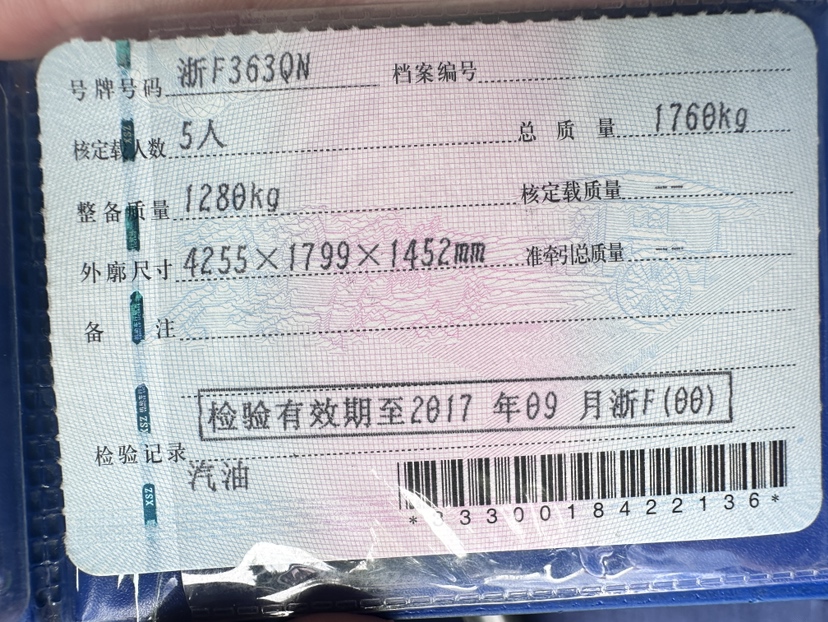 号牌号码 浙F363QN 档案编号
核定载人数 5人 总质量 1760kg
整备质量 1280kg 核定载质量 --
外廓尺寸 4255×1799×1452mm 准牵引总质量 --
备注
检验有效期至2017 年09 月浙F(00)
检验记录
汽油
*3330018422136*